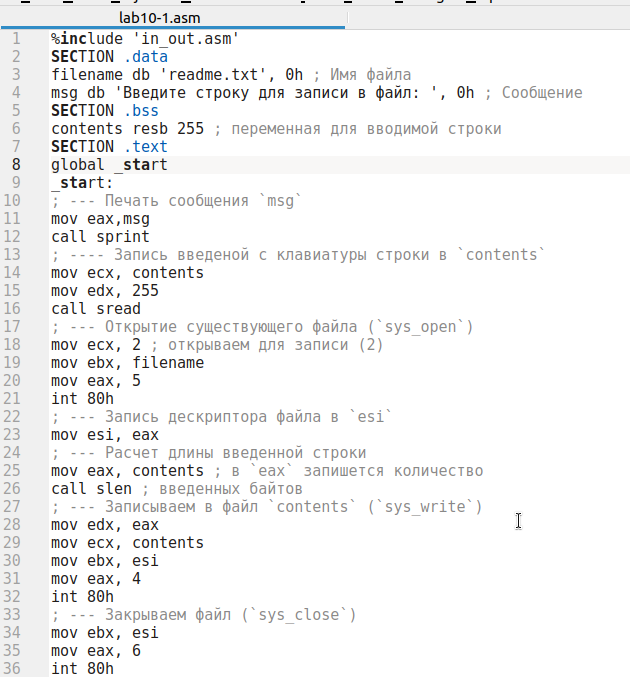 lab10-1.asm
1 %include 'in_out.asm'
2 SECTION .data
3 filename db 'readme.txt', 0h ; Имя файла
4 msg db 'Введите строку для записи в файл: ', 0h ; Сообщение
5 SECTION .bss
6 contents resb 255 ; переменная для вводимой строки
7 SECTION .text
8 global _start
9 _start:
10 ; --- Печать сообщения `msg`
11 mov eax,msg
12 call sprint
13 ; ---- Запись введеной с клавиатуры строки в `contents`
14 mov ecx, contents
15 mov edx, 255
16 call sread
17 ; --- Открытие существующего файла (`sys_open`)
18 mov ecx, 2 ; открываем для записи (2)
19 mov ebx, filename
20 mov eax, 5
21 int 80h
22 ; --- Запись дескриптора файла в `esi`
23 mov esi, eax
24 ; --- Расчет длины введенной строки
25 mov eax, contents ; в `eax` запишется количество
26 call slen ; введенных байтов
27 ; --- Записываем в файл `contents` (`sys_write`)
28 mov edx, eax
29 mov ecx, contents
30 mov ebx, esi
31 mov eax, 4
32 int 80h
33 ; --- Закрываем файл (`sys_close`)
34 mov ebx, esi
35 mov eax, 6
36 int 80h